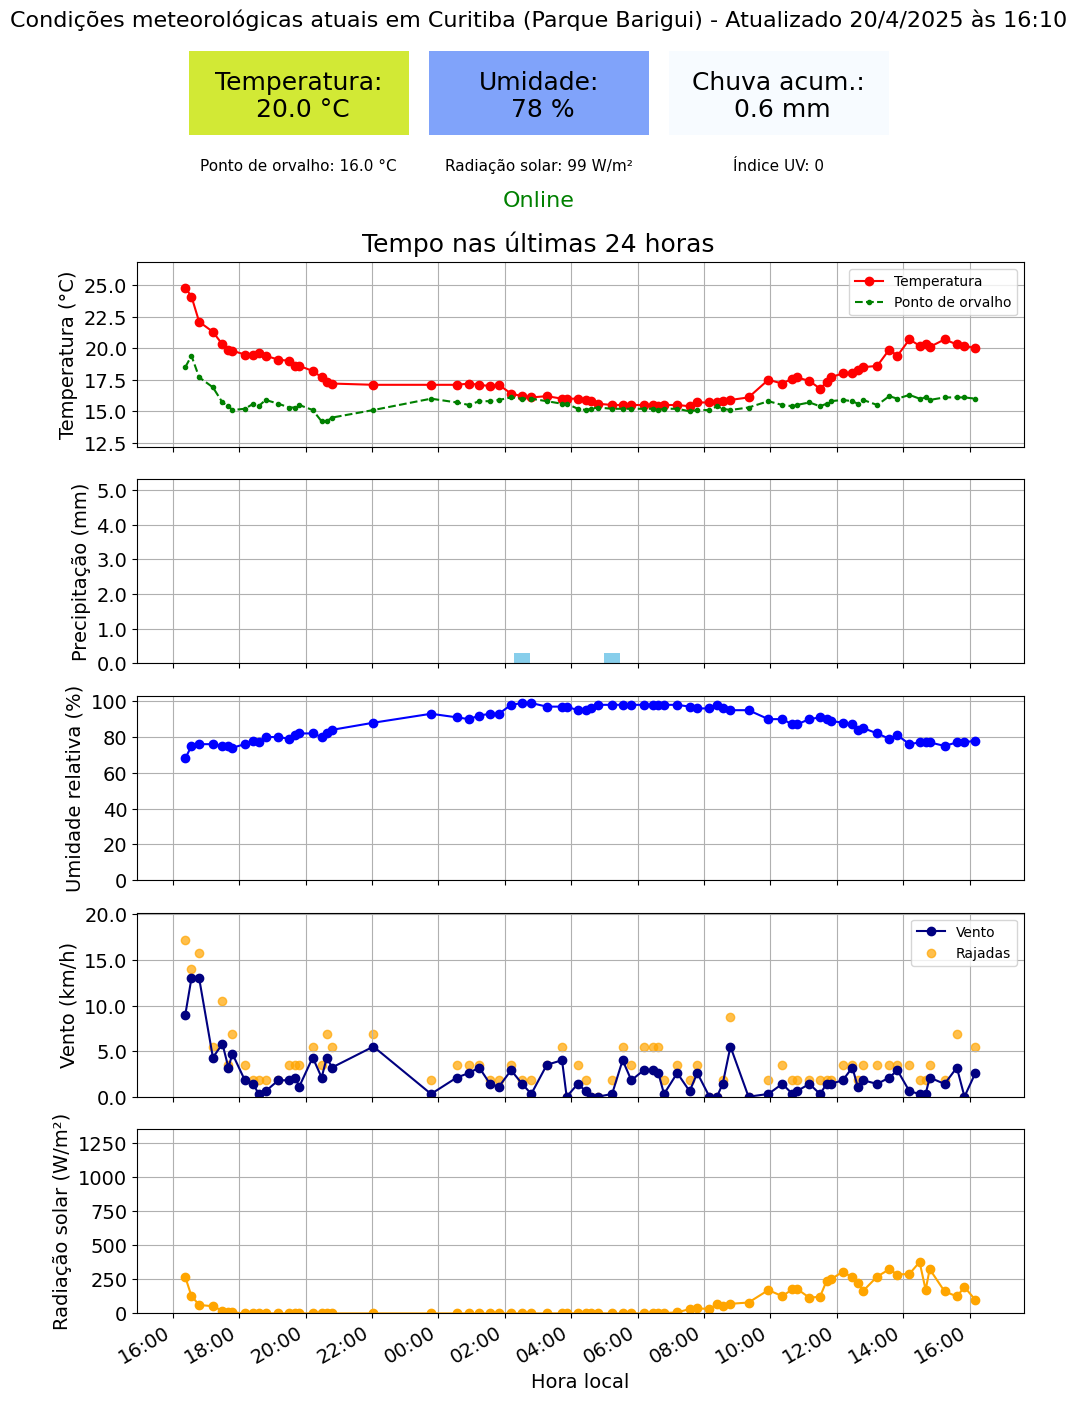 Condições meteorológicas atuais em Curitiba (Parque Barigui) - Atualizado 20/4/2025 às 16:10
Temperatura:
20.0 °C
Umidade:
78 %
Chuva acum.:
0.6 mm
Ponto de orvalho: 16.0 °C
Radiação solar: 99 W/m²
Índice UV: 0
Online
Tempo nas últimas 24 horas
Temperatura (°C)
25.0
22.5
20.0
17.5
15.0
12.5
Temperatura
Ponto de orvalho
Precipitação (mm)
5.0
4.0
3.0
2.0
1.0
0.0
Umidade relativa (%)
100
80
60
40
20
0
Vento (km/h)
20.0
15.0
10.0
5.0
0.0
Vento
Rajadas
Radiação solar (W/m²)
1250
1000
750
500
250
0
16:00
18:00
20:00
22:00
00:00
02:00
04:00
06:00
08:00
10:00
12:00
14:00
16:00
Hora local